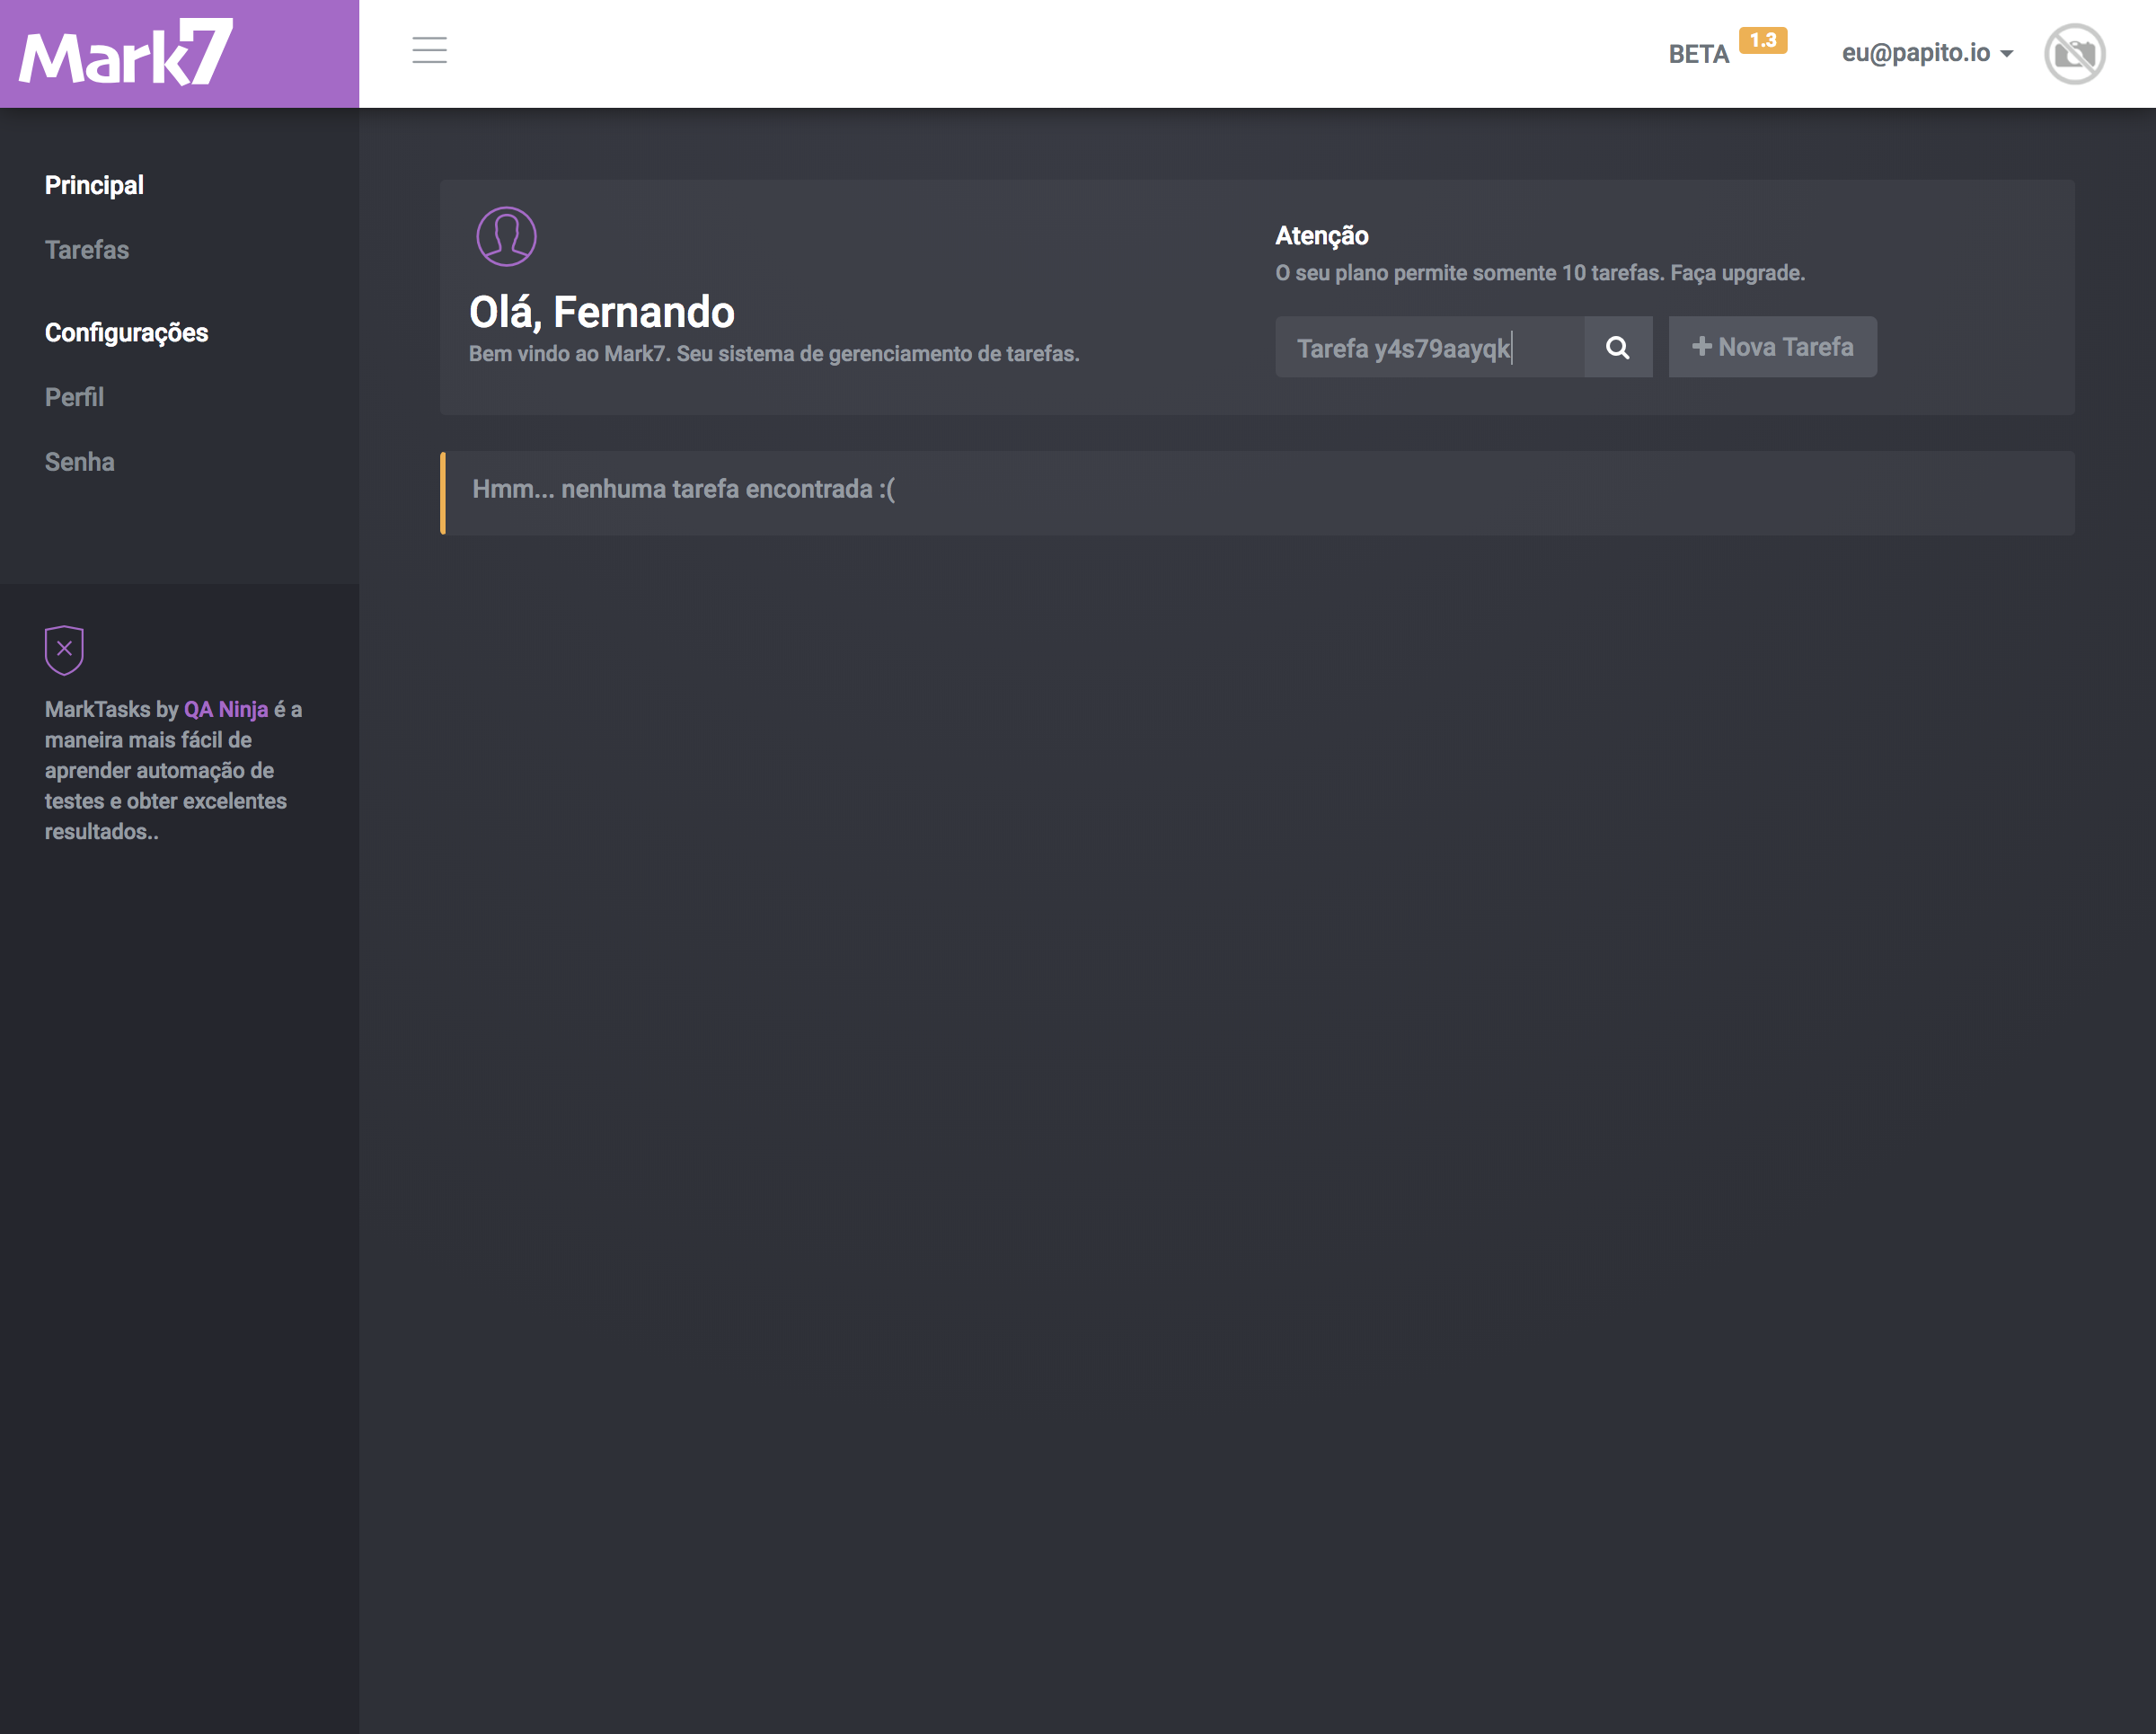 Mark7
BETA 1.3
eu@papito.io
Principal
Tarefas
Configurações
Perfil
Senha
MarkTasks by QA Ninja é a
maneira mais fácil de
aprender automação de
testes e obter excelentes
resultados..
Olá, Fernando
Bem vindo ao Mark7. Seu sistema de gerenciamento de tarefas.
Atenção
O seu plano permite somente 10 tarefas. Faça upgrade.
Tarefa y4s79aayqk
Nova Tarefa
Hmm... nenhuma tarefa encontrada :(